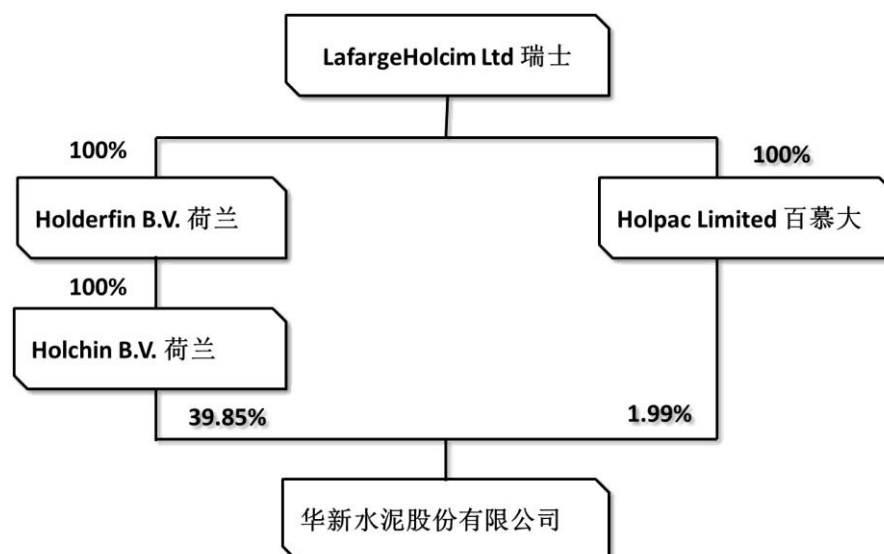 LafargeHolcim Ltd 瑞士
100%
100%
Holderfin B.V. 荷兰
Holpac Limited 百慕大
100%
Holchin B.V. 荷兰
39.85%
1.99%
华新水泥股份有限公司